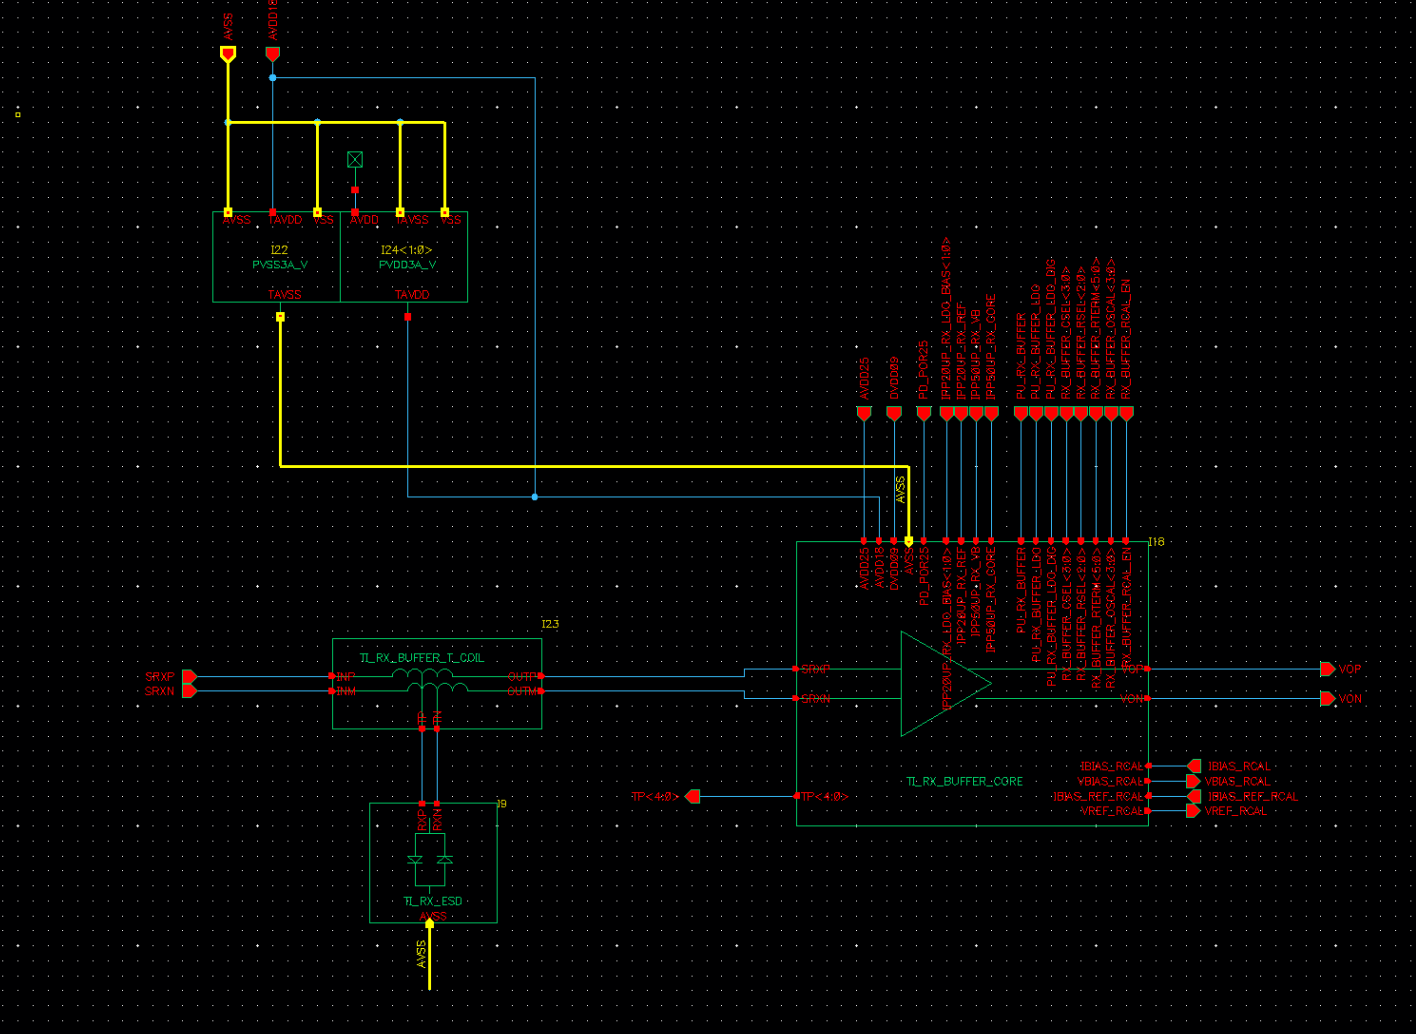 AVSS
AVDD18
AVSS TAVDD VSS AVDD TAVSS VSS
I22
PVSS3A_V
I24<1:0>
PVDD3A_V
TAVSS
TAVDD
AVDD25
DVDD09
PD_POR25
IPP20UP_RX_LDO_BIAS<1:0>
IPP20UP_RX_REF
IPP50UP_RX_VB
IPP50UP_RX_CORE
PU_RX_BUFFER
PU_RX_BUFFER_LDO
PU_RX_BUFFER_LDO_DIG
RX_BUFFER_CSEL<3:0>
RX_BUFFER_RSEL<2:0>
RX_BUFFER_RTERM<5:0>
RX_BUFFER_OSCAL<3:0>
RX_BUFFER_RCAL_EN
AVSS
I18
AVDD25
AVDD18
DVDD09
AVSS
PD_POR25
IPP20UP_RX_LDO_BIAS<1:0>
IPP20UP_RX_REF
IPP50UP_RX_VB
IPP50UP_RX_CORE
PU_RX_BUFFER
PU_RX_BUFFER_LDO
PU_RX_BUFFER_LDO_DIG
RX_BUFFER_CSEL<3:0>
RX_BUFFER_RSEL<2:0>
RX_BUFFER_RTERM<5:0>
RX_BUFFER_OSCAL<3:0>
RX_BUFFER_RCAL_EN
I23
TI_RX_BUFFER_T_COIL
SRXP
SRXN
INP
INM
OUTP
OUTM
TP
TN
SRXP
SRXN
VOP
VON
VOP
VON
TI_RX_BUFFER_CORE
IBIAS_RCAL
VBIAS_RCAL
IBIAS_REF_RCAL
VREF_RCAL
IBIAS_RCAL
VBIAS_RCAL
IBIAS_REF_RCAL
VREF_RCAL
TP<4:0>
TP<4:0>
I9
RXP
RXN
TI_RX_ESD
AVSS
AVSS